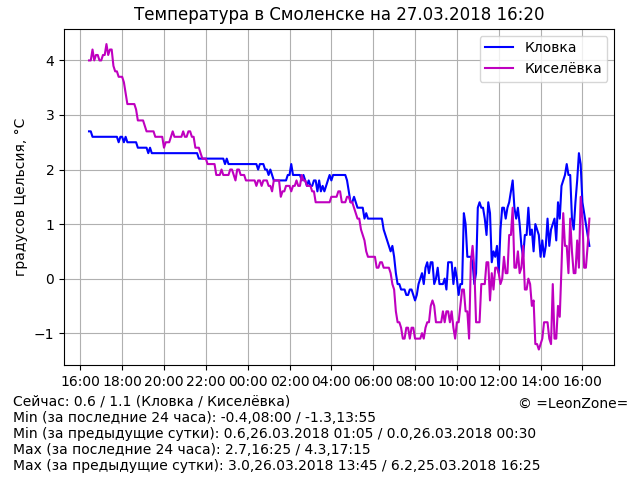 Температура в Смоленске на 27.03.2018 16:20
Кловка
Киселёвка
градусов Цельсия, °C
4
3
2
1
0
−1
16:00 18:00 20:00 22:00 00:00 02:00 04:00 06:00 08:00 10:00 12:00 14:00 16:00
Сейчас: 0.6 / 1.1 (Кловка / Киселёвка)
© =LeonZone=
Min (за последние 24 часа): -0.4,08:00 / -1.3,13:55
Min (за предыдущие сутки): 0.6,26.03.2018 01:05 / 0.0,26.03.2018 00:30
Max (за последние 24 часа): 2.7,16:25 / 4.3,17:15
Max (за предыдущие сутки): 3.0,26.03.2018 13:45 / 6.2,25.03.2018 16:25